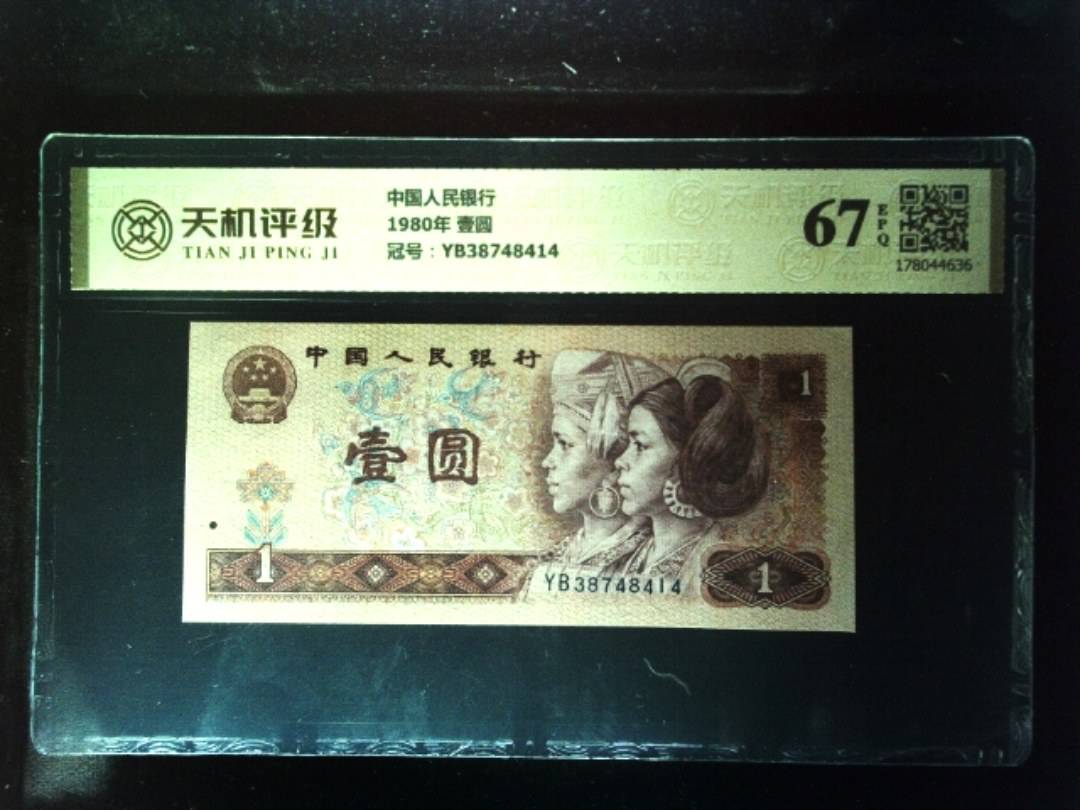 天机评级
TIAN JI PING JI
中国人民银行
1980年 壹圆
冠号：YB38748414
67
EPQ
178044636
中国人民银行
1
壹圆
1
YB38748414
1